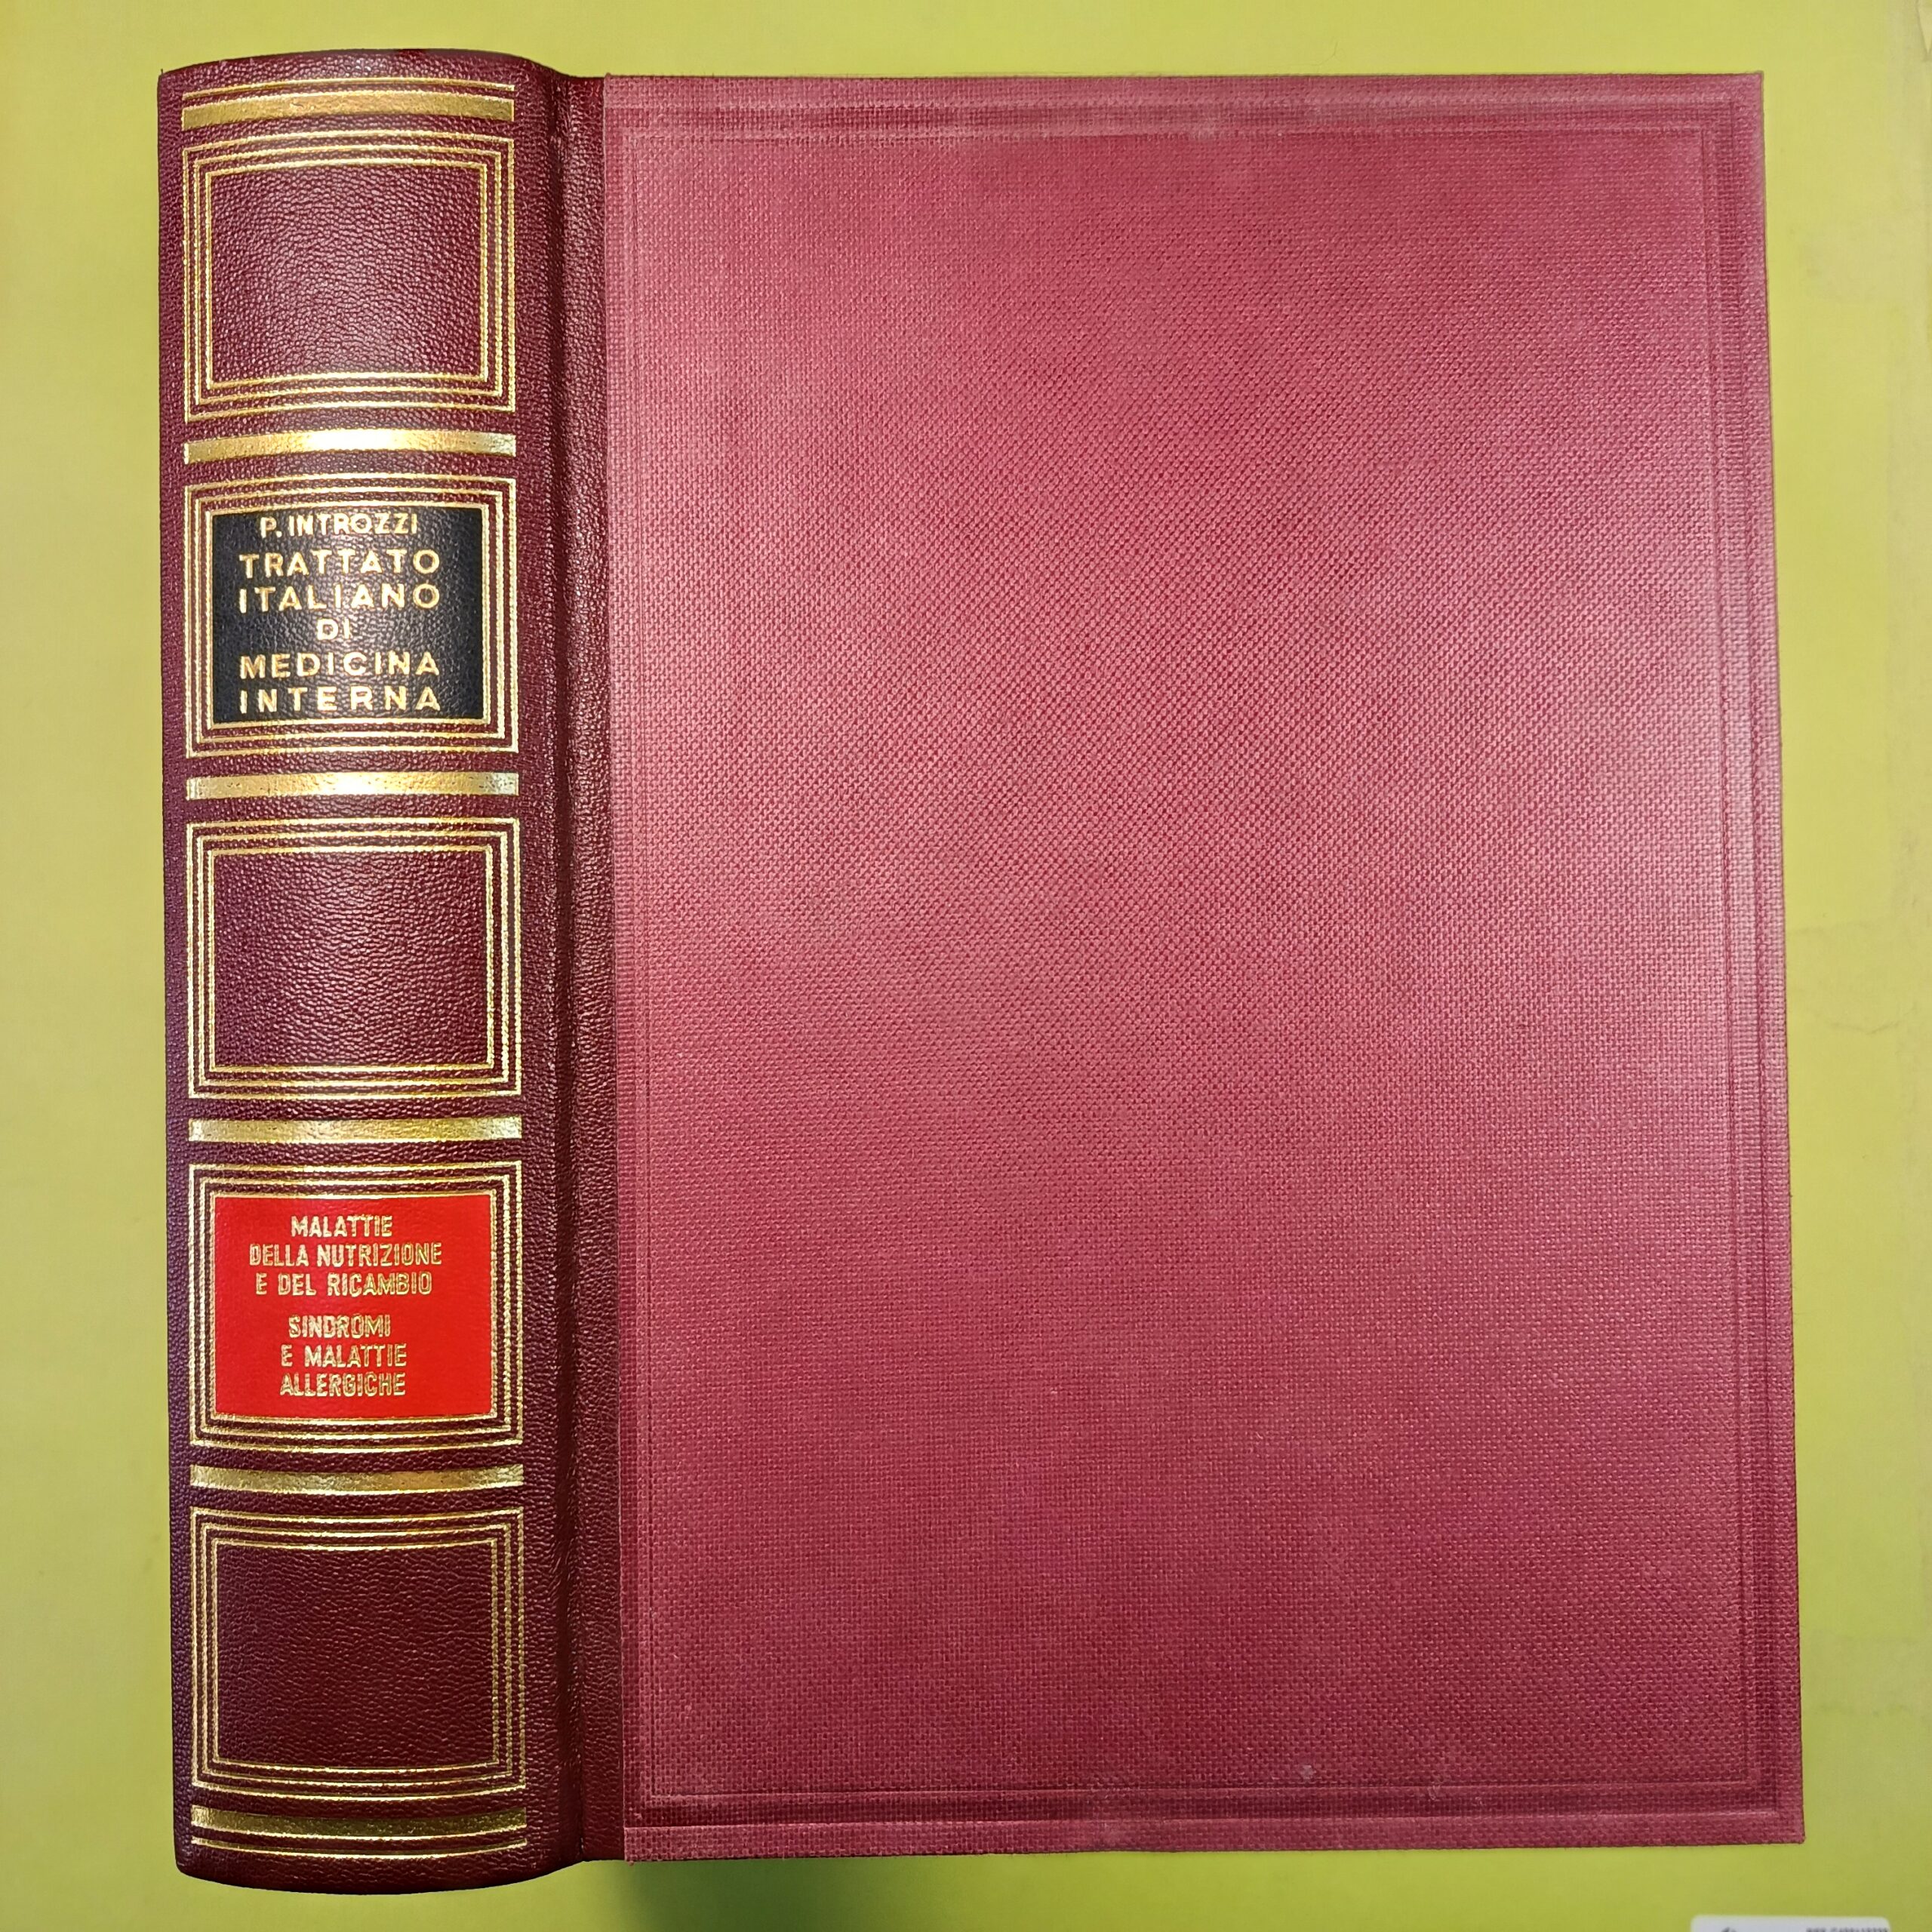 P. INTROZZI
TRATTATO
ITALIANO
DI
MEDICINA
INTERNA
MALATTIE
DELLA NUTRIZIONE
E DEL RICAMBIO
SINDROMI
E MALATTIE
ALLERGICHE